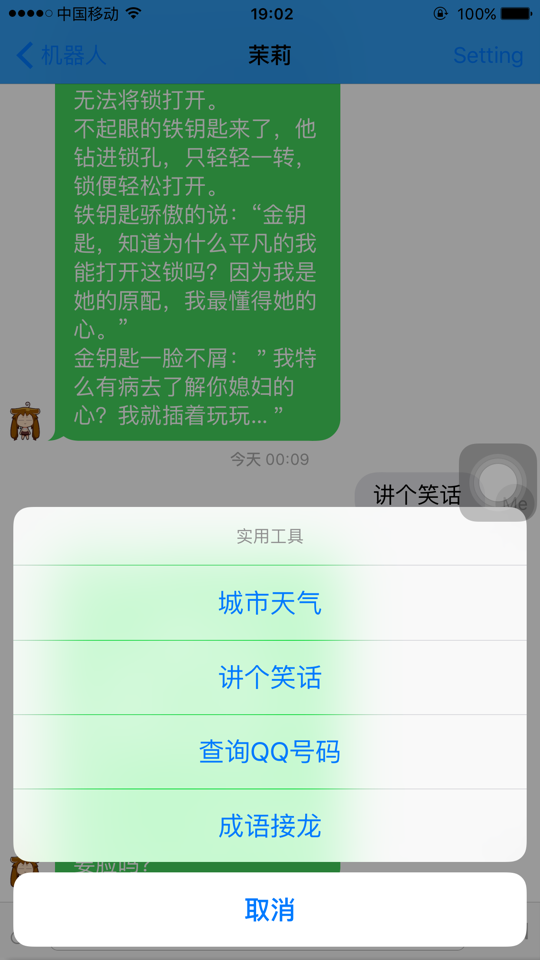 中国移动 19:02 100%
机器人 茉莉 Setting
无法将锁打开。
不起眼的铁钥匙来了，他
钻进锁孔，只轻轻一转，
锁便轻松打开。
铁钥匙骄傲的说：“金钥
匙，知道为什么平凡的我
能打开这锁吗？因为我是
她的原配，我最懂得她的
心。”
金钥匙一脸不屑：＂我特
么有病去了解你媳妇的
心？我就插着玩玩...＂
今天 00:09
讲个笑话
Me
实用工具
城市天气
讲个笑话
查询QQ号码
成语接龙
要脸吗？
取消